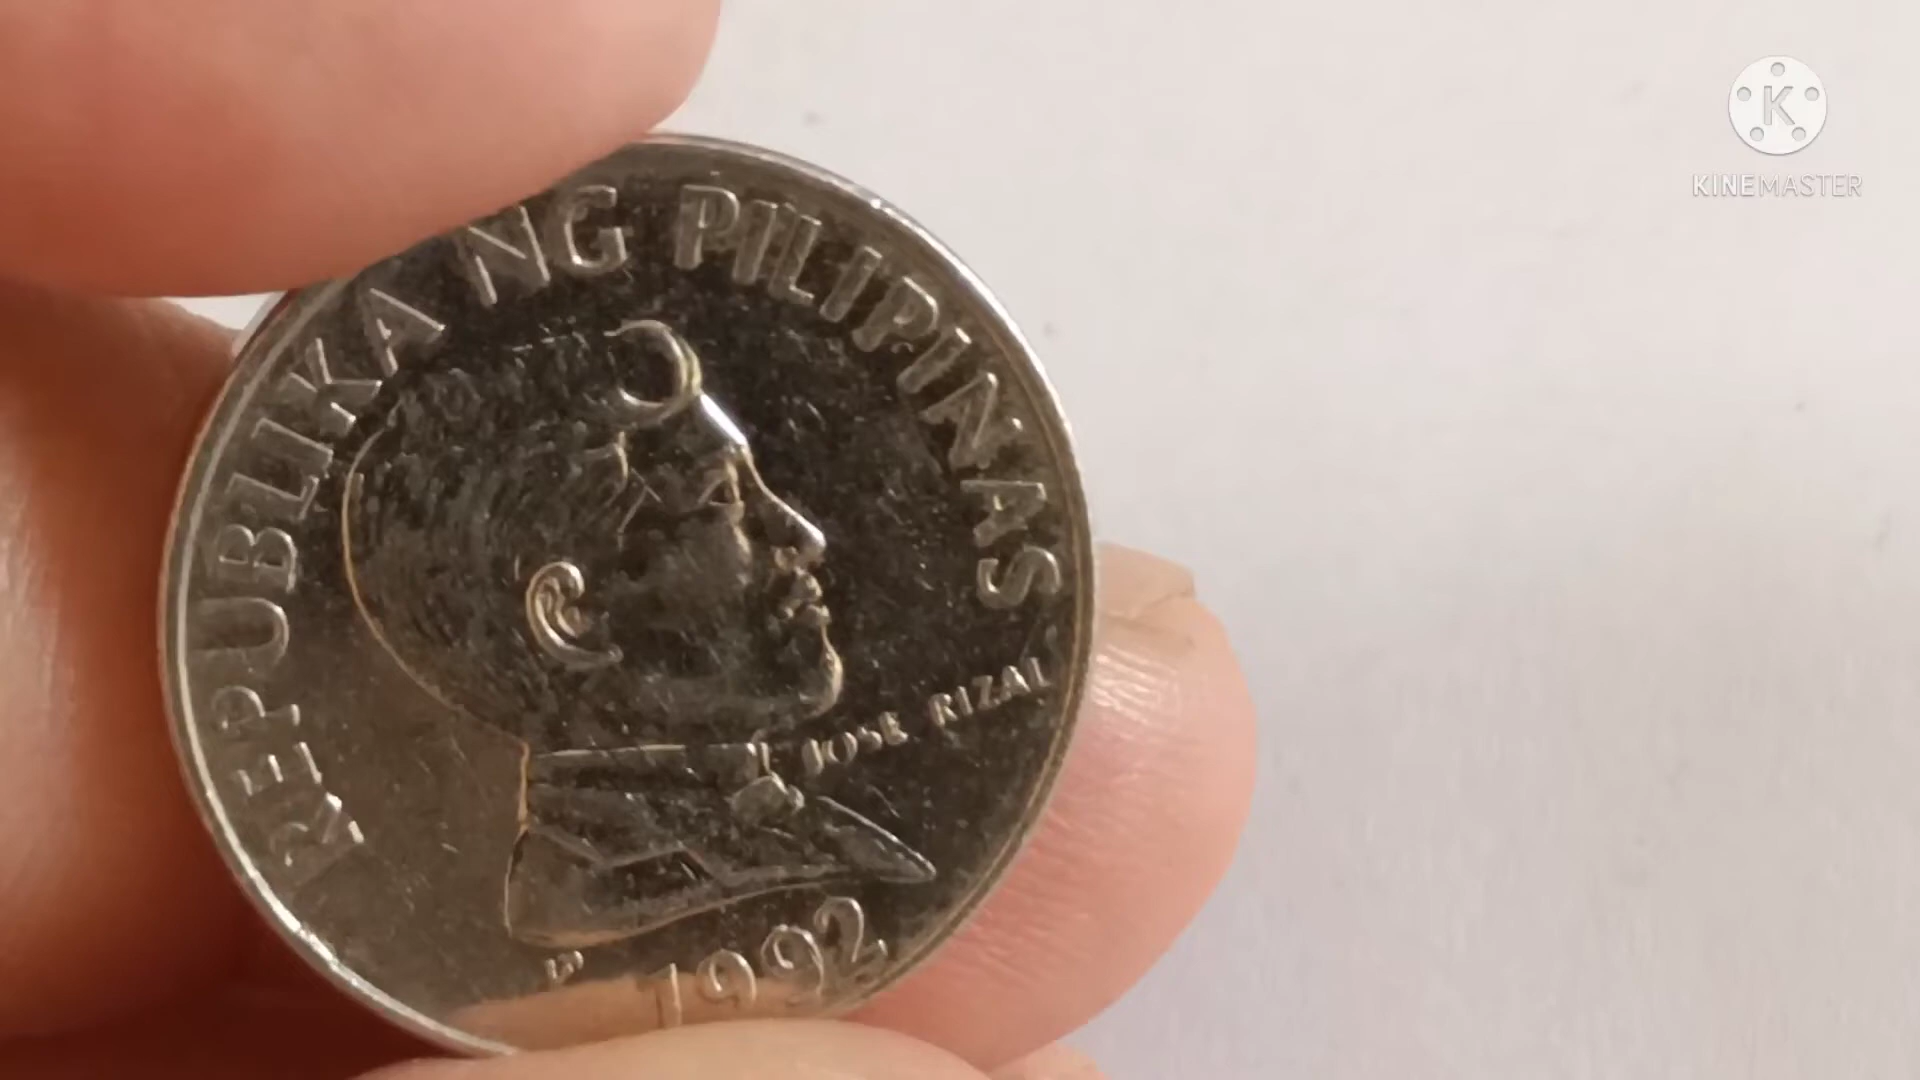 REPUBLIKA NG PILIPINAS
JOSE RIZAL
1992
K
KINEMASTER